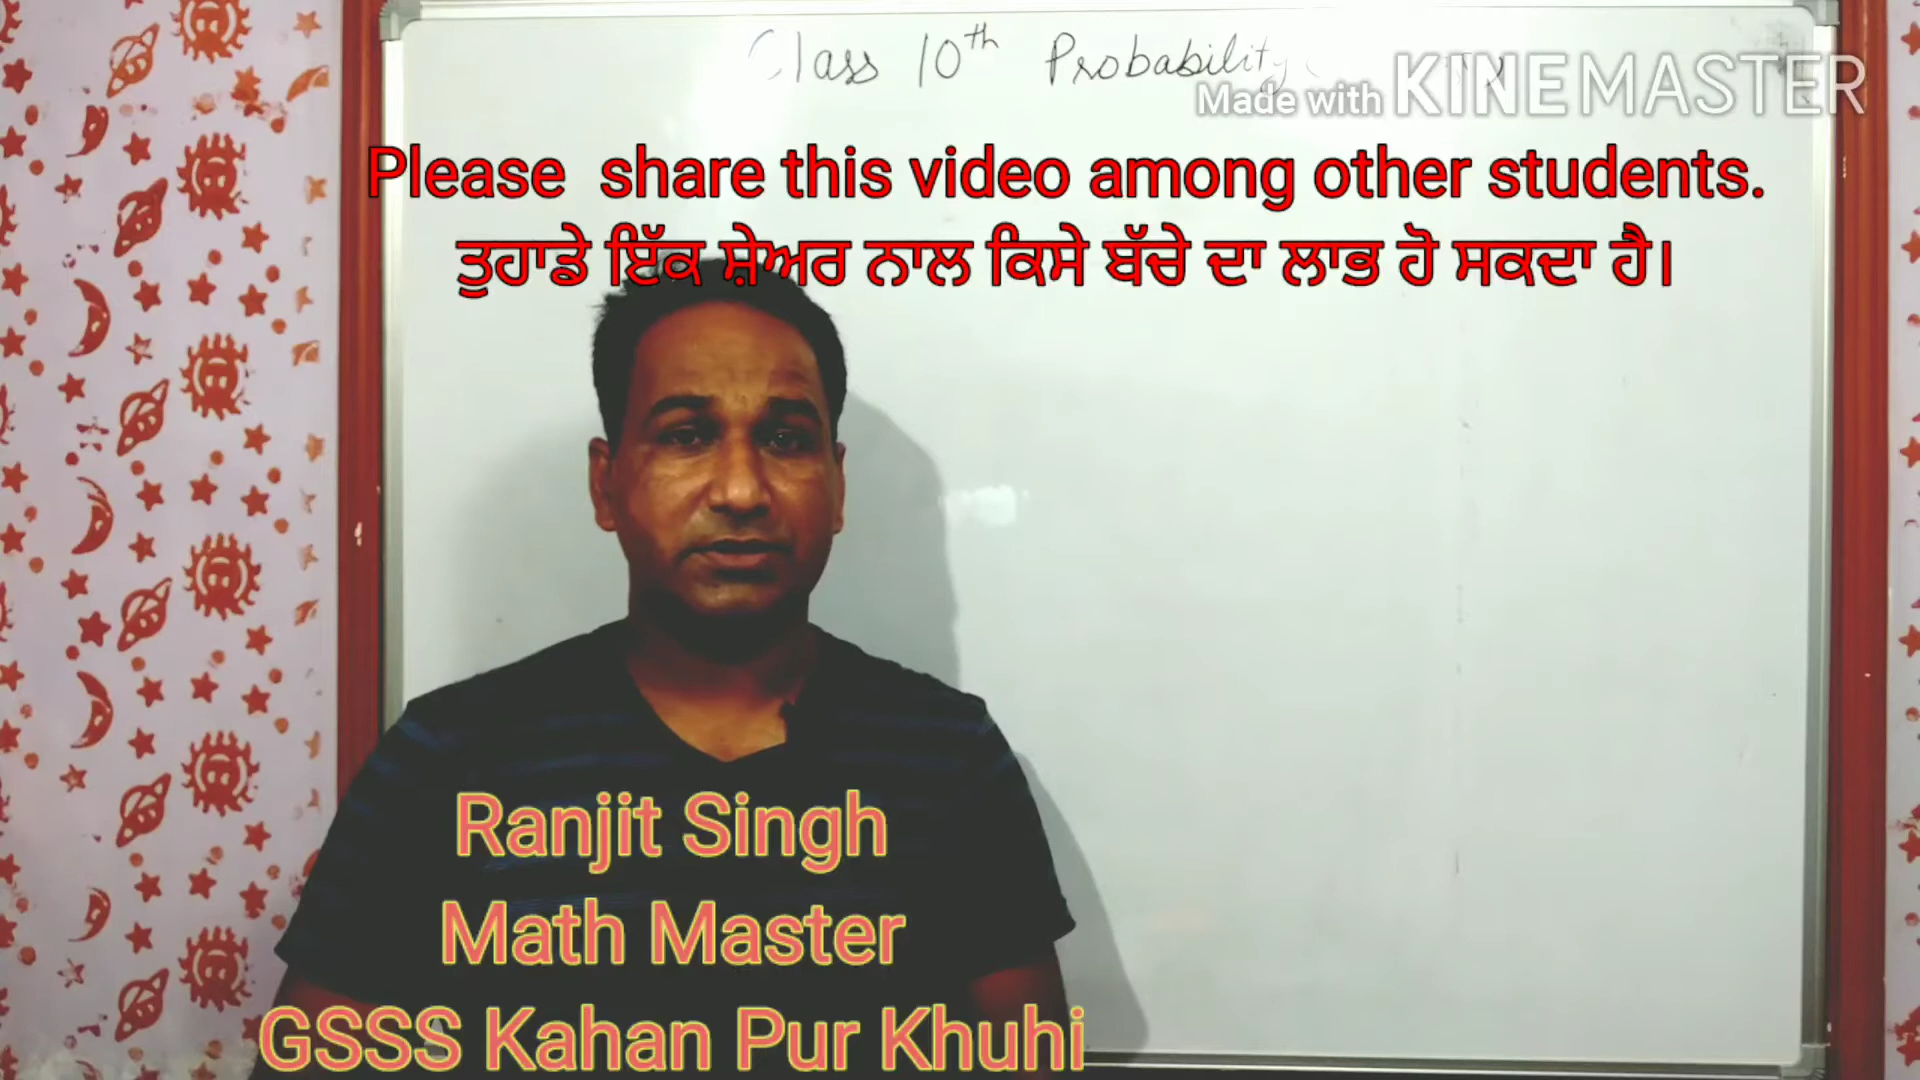 Class 10th Probability
Made with KINEMASTER
Please share this video among other students.
ਤੁਹਾਡੇ ਇੱਕ ਸ਼ੇਅਰ ਨਾਲ ਕਿਸੇ ਬੱਚੇ ਦਾ ਲਾਭ ਹੋ ਸਕਦਾ ਹੈ।
Ranjit Singh
Math Master
GSSS Kahan Pur Khuhi